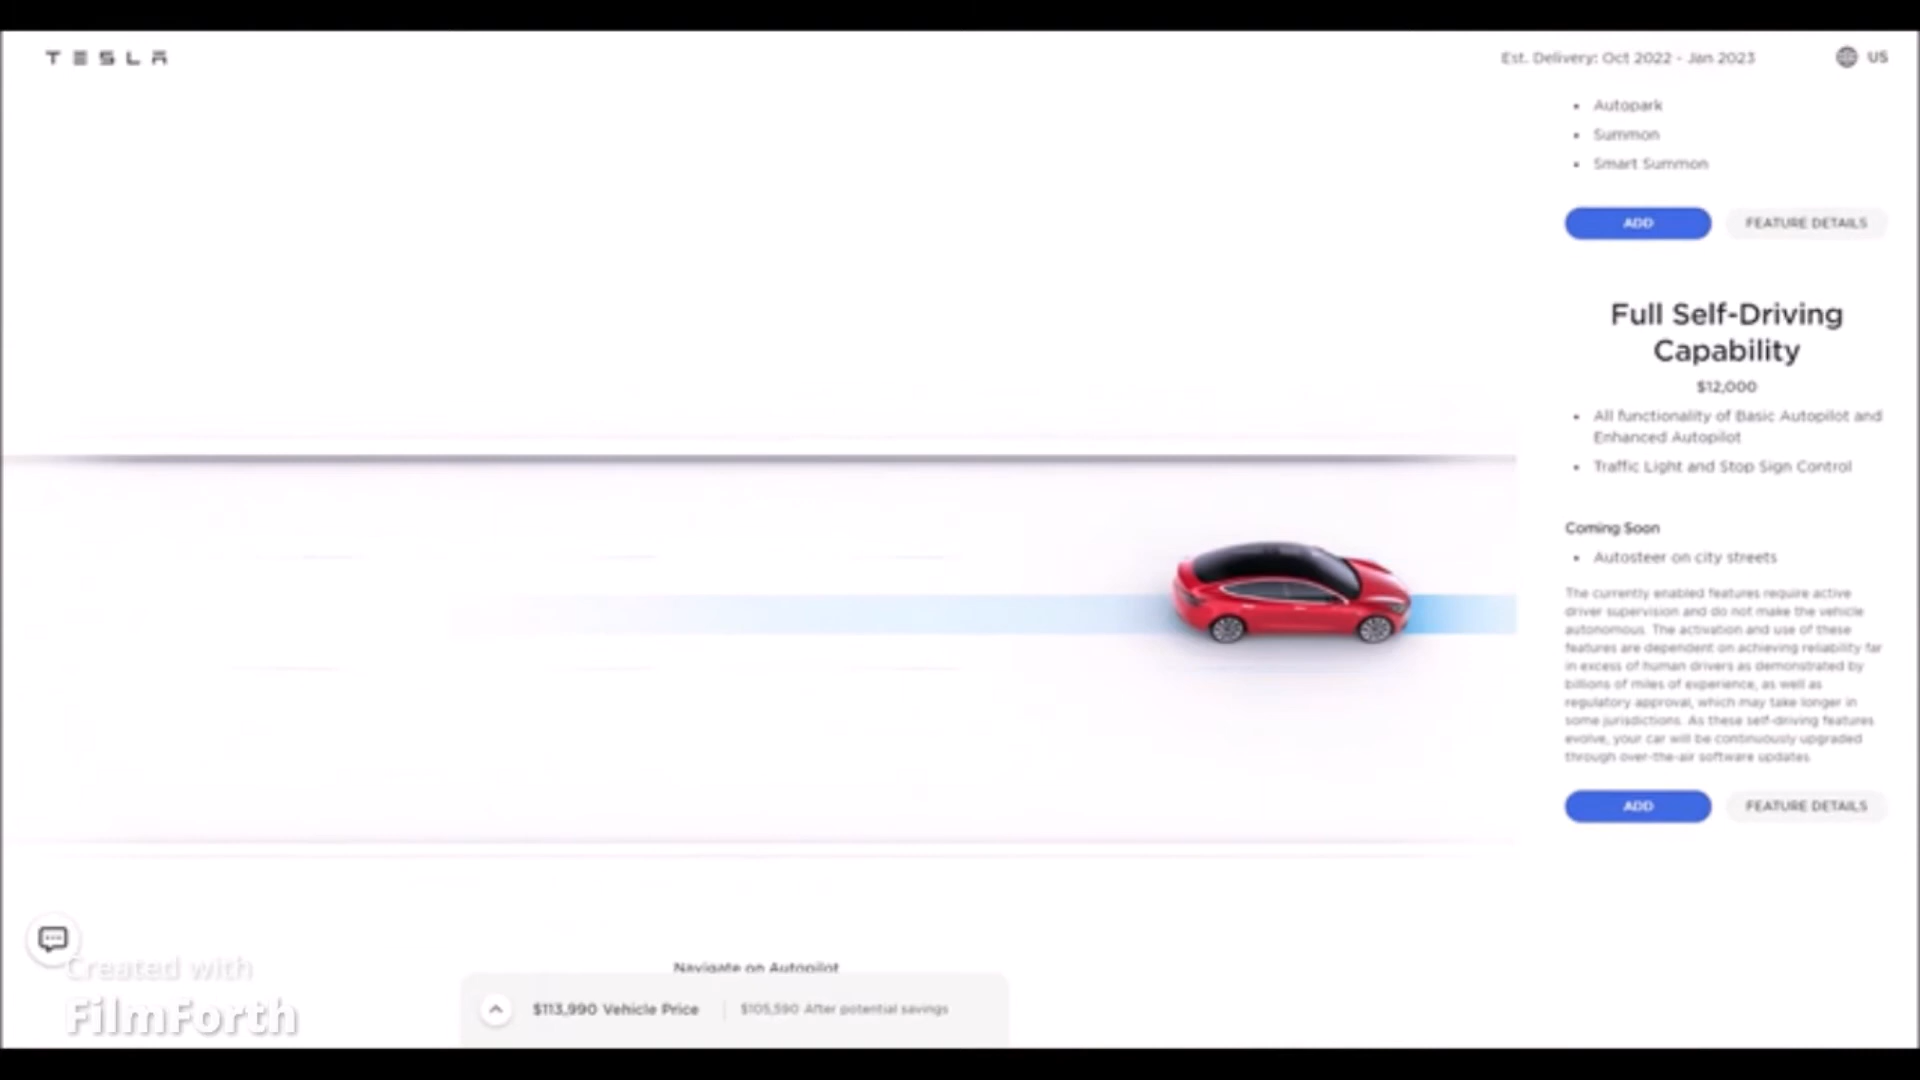 TESLA
Est. Delivery: Oct 2022 - Jan 2023
US
Autopark
Summon
Smart Summon
ADD
FEATURE DETAILS
Full Self-Driving
Capability
$12,000
All functionality of Basic Autopilot and
Enhanced Autopilot
Traffic Light and Stop Sign Control
Coming Soon
Autosteer on city streets
The currently enabled features require active
driver supervision and do not make the vehicle
autonomous. The activation and use of these
features are dependent on achieving reliability far
in excess of human drivers as demonstrated by
billions of miles of experience, as well as
regulatory approval, which may take longer in
some jurisdictions. As these self-driving features
evolve, your car will be continuously upgraded
through over-the-air software updates.
ADD
FEATURE DETAILS
Navigate on Autopilot
$113,990 Vehicle Price
$105,590 After potential savings
Created with
FilmForth